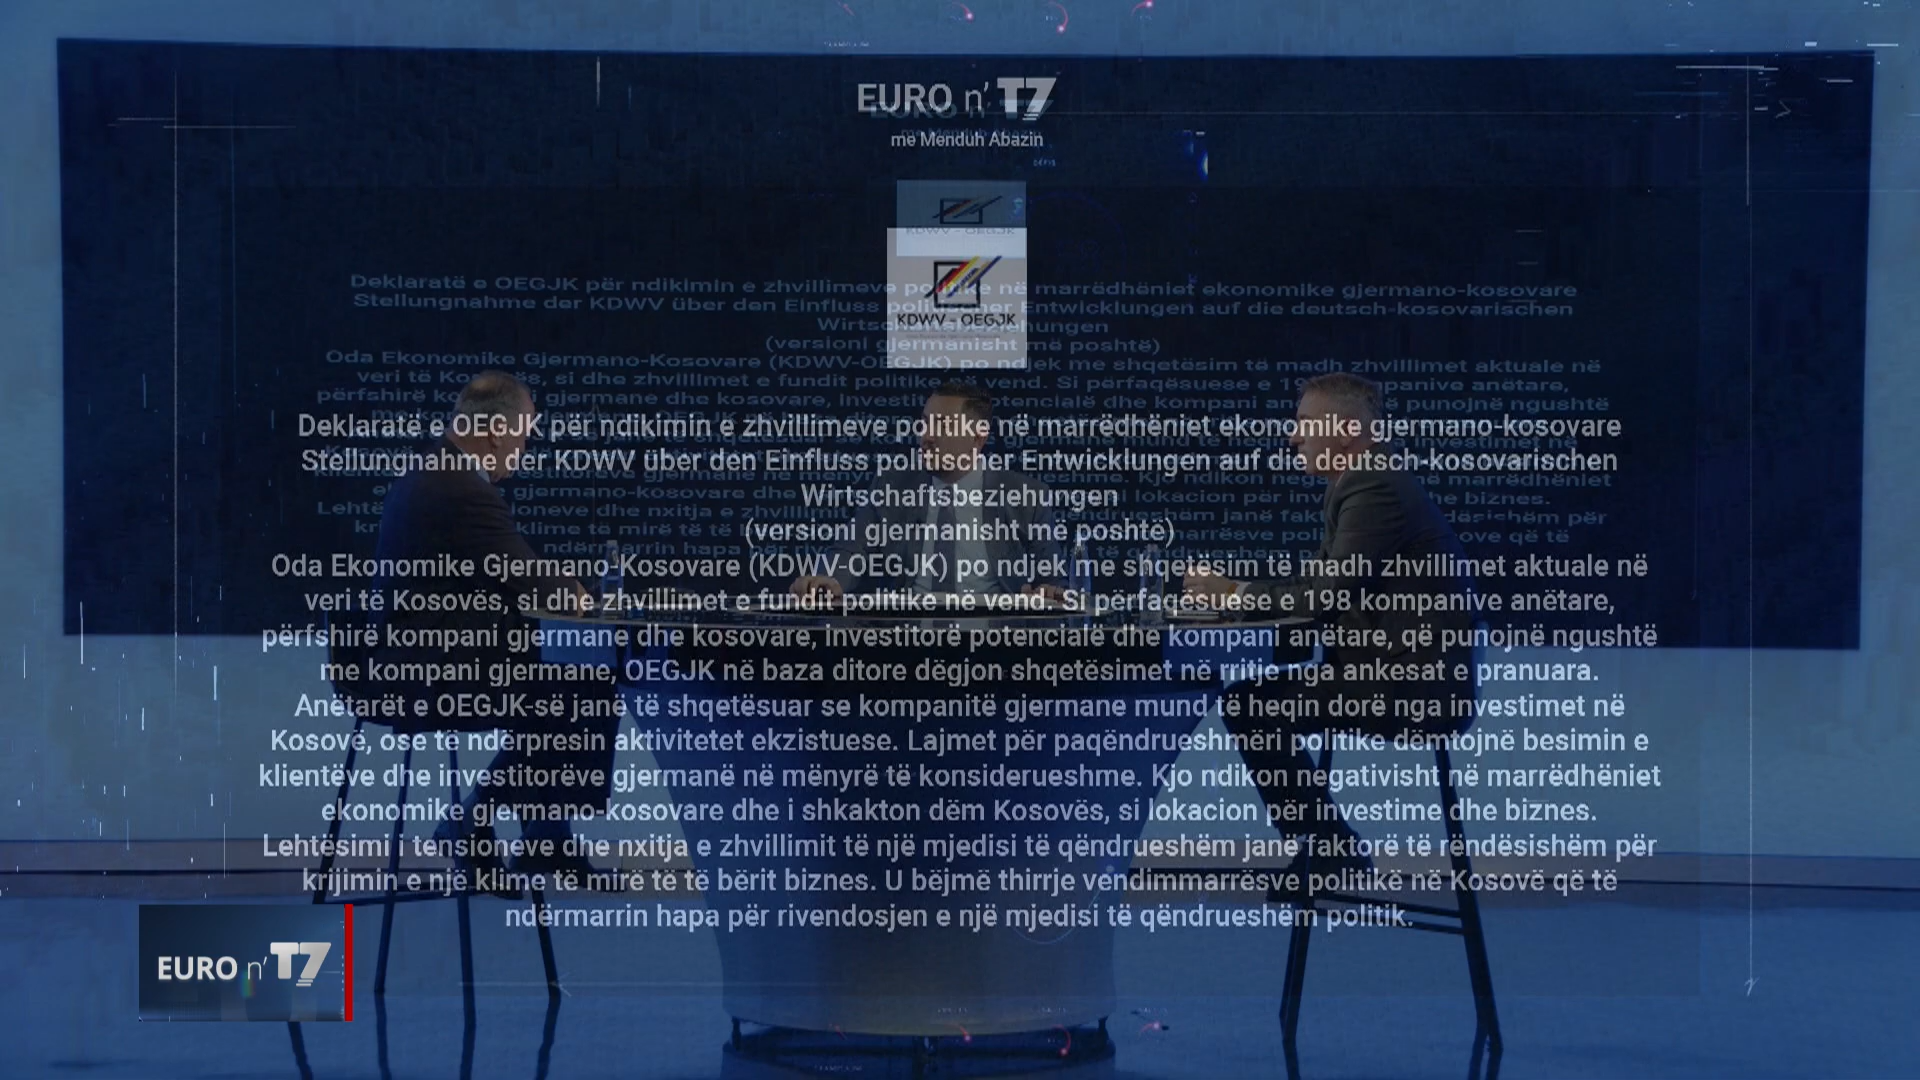 EURO n' T7
me Menduh Abazin
KDWV - OEGJK
Deklaratë e OEGJK për ndikimin e zhvillimeve politike në marrëdhëniet ekonomike gjermano-kosovare
Stellungnahme der KDWV über den Einfluss politischer Entwicklungen auf die deutsch-kosovarischen
Wirtschaftsbeziehungen
(versioni gjermanisht më poshtë)
Oda Ekonomike Gjermano-Kosovare (KDWV-OEGJK) po ndjek me shqetësim të madh zhvillimet aktuale në
veri të Kosovës, si dhe zhvillimet e fundit politike në vend. Si përfaqësuese e 198 kompanive anëtare,
përfshirë kompani gjermane dhe kosovare, investitorë potencialë dhe kompani anëtare, që punojnë ngushtë
me kompani gjermane, OEGJK në baza ditore dëgjon shqetësimet në rritje nga ankesat e pranuara.
Anëtarët e OEGJK-së janë të shqetësuar se kompanitë gjermane mund të heqin dorë nga investimet në
Kosovë, ose të ndërpresin aktivitetet ekzistuese. Lajmet për paqëndrueshmëri politike dëmtojnë besimin e
klientëve dhe investitorëve gjermanë në mënyrë të konsiderueshme. Kjo ndikon negativisht në marrëdhëniet
ekonomike gjermano-kosovare dhe i shkakton dëm Kosovës, si lokacion për investime dhe biznes.
Lehtësimi i tensioneve dhe nxitja e zhvillimit të një mjedisi të qëndrueshëm janë faktorë të rëndësishëm për
krijimin e një klime të mirë të të bërit biznes. U bëjmë thirrje vendimmarrësve politikë në Kosovë që të
ndërmarrin hapa për rivendosjen e një mjedisi të qëndrueshëm politik.
EURO n' T7